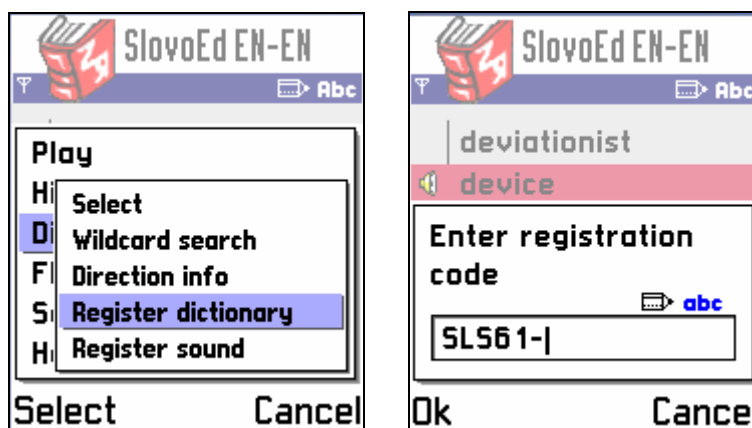 SlovoEd EN-EN
Abc
Play
Hi
Select
Di
Wildcard search
Fl
Direction info
Register dictionary
Register sound
Select Cancel
SlovoEd EN-EN
Abc
deviationist
device
Enter registration
code
abc
SLS61-
Ok Cance